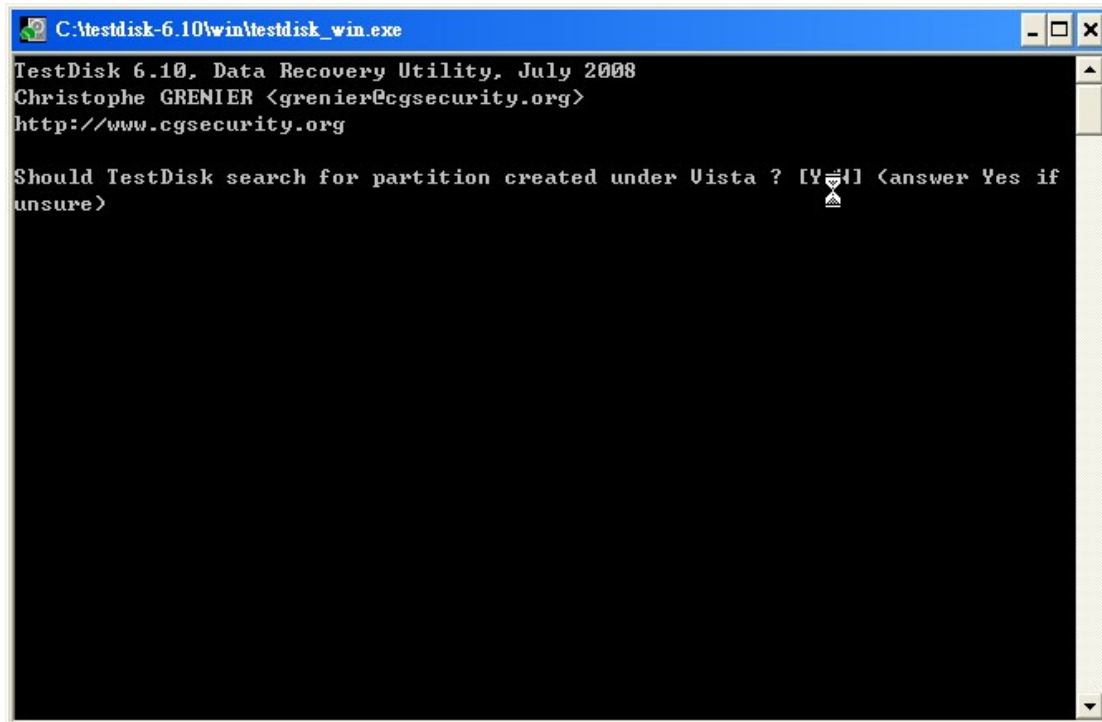 C:\testdisk-6.10\win\testdisk_win.exe
TestDisk 6.10, Data Recovery Utility, July 2008
Christophe GRENIER <grenier@cgsecurity.org>
http://www.cgsecurity.org
Should TestDisk search for partition created under Vista ? (answer Yes if
unsure)